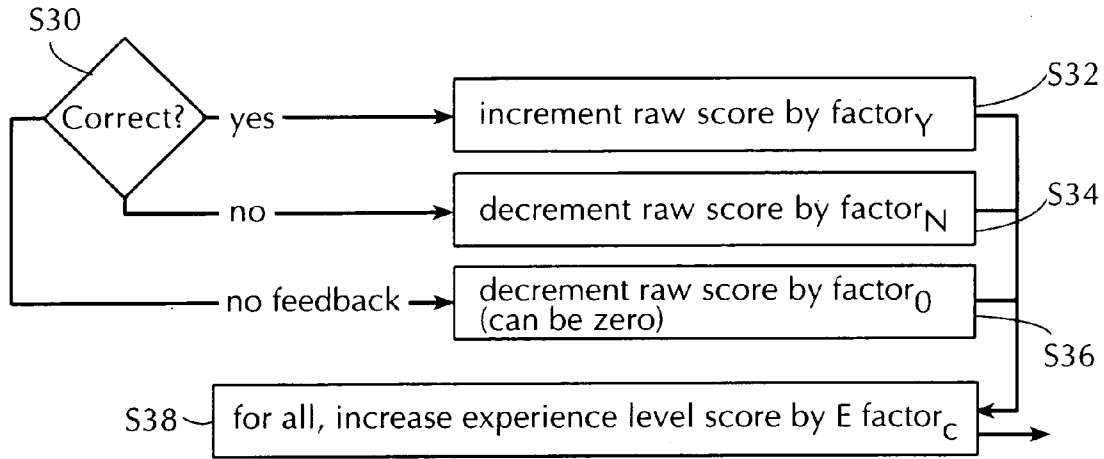 S30
Correct?
yes
increment raw score by factorY
S32
no
decrement raw score by factorN
S34
no feedback
decrement raw score by factor0
(can be zero)
S36
S38
for all, increase experience level score by E factorc